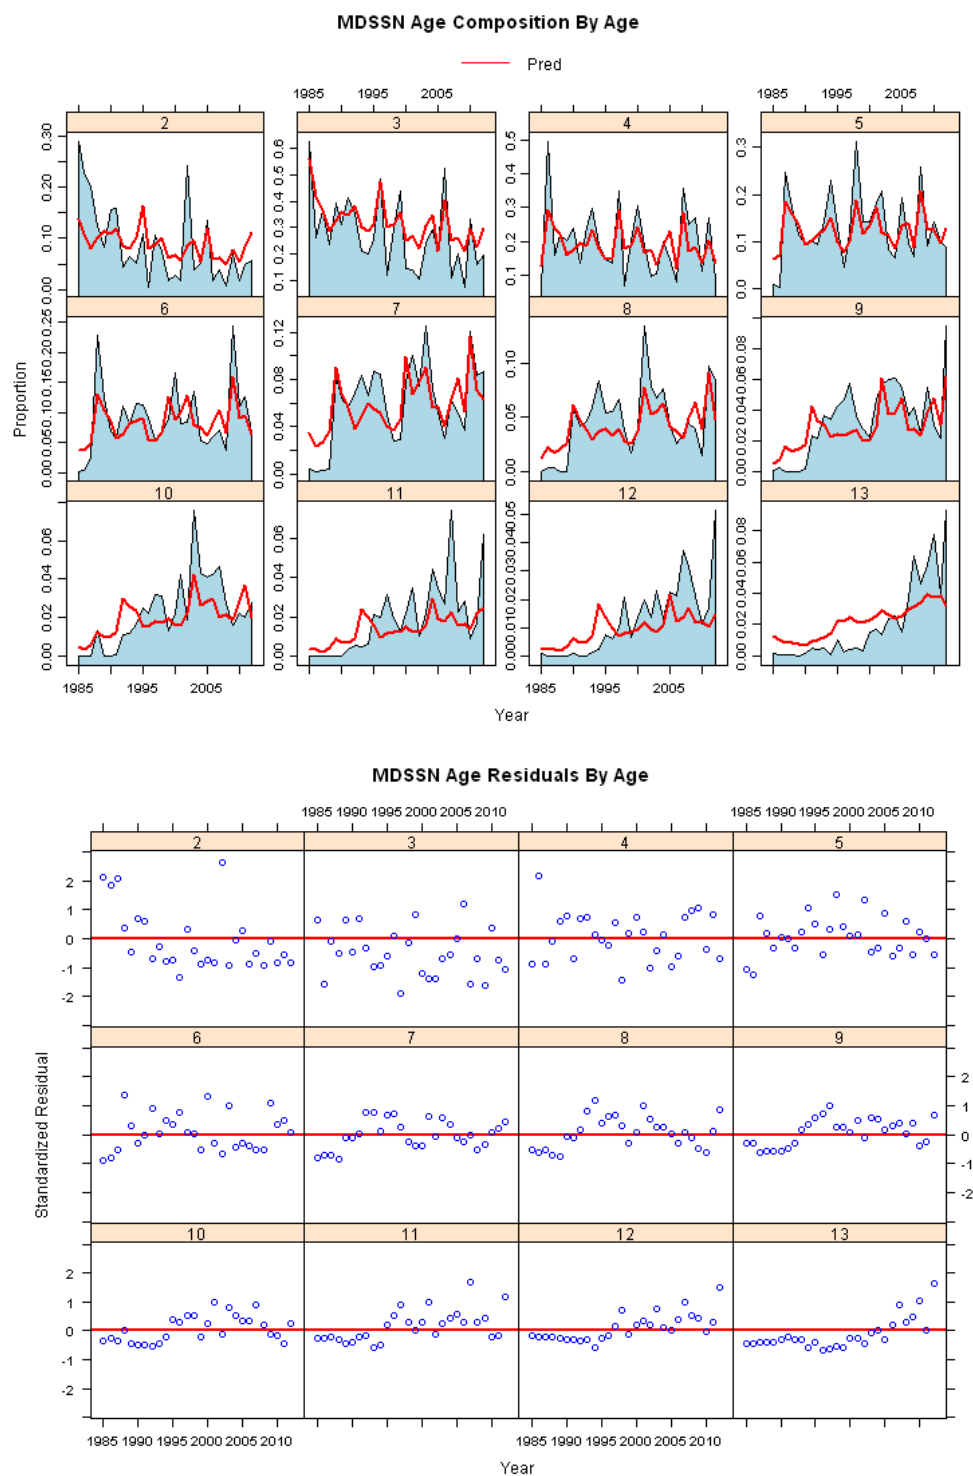 MDSSN Age Composition By Age
Pred
1985 1995 2005 1985 1995 2005
2 3 4 5
0.00 0.10 0.20 0.30
0.1 0.2 0.3 0.4 0.5 0.6
0.1 0.2 0.3 0.4 0.5
0.0 0.1 0.2 0.3
6 7 8 9
0.00 0.05 0.10 0.15 0.20 0.25
0.00 0.04 0.08 0.12
0.00 0.05 0.10
0.00 0.02 0.04 0.06 0.08
10 11 12 13
0.00 0.02 0.04 0.06
0.00 0.02 0.04 0.06
0.00 0.01 0.02 0.03 0.04 0.05
0.00 0.02 0.04 0.06 0.08
Proportion
1985 1995 2005 1985 1995 2005
Year
MDSSN Age Residuals By Age
1985 1990 1995 2000 2005 2010 1985 1990 1995 2000 2005 2010
2 3 4 5
2
1
0
-1
-2
6 7 8 9
2
1
0
-1
-2
10 11 12 13
2
1
0
-1
-2
Standardized Residual
1985 1990 1995 2000 2005 2010 1985 1990 1995 2000 2005 2010
Year